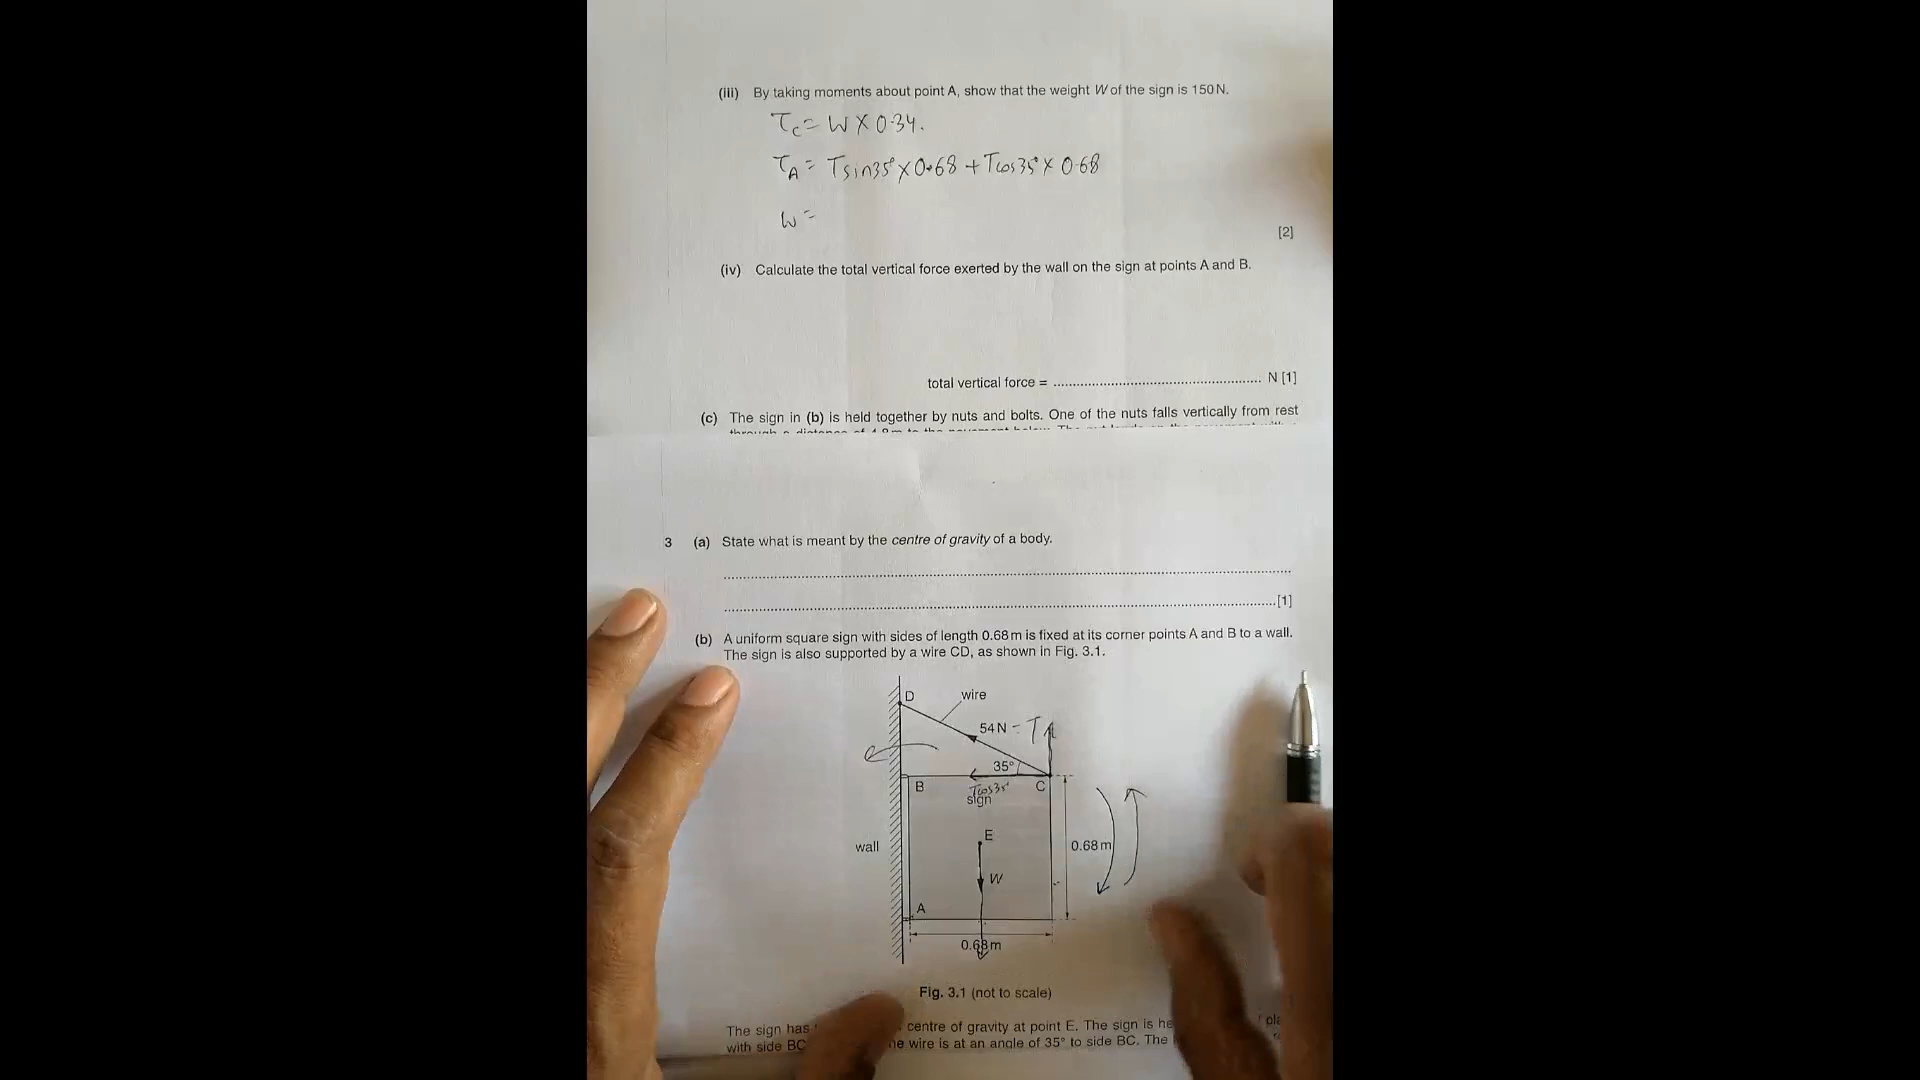 (iii) By taking moments about point A, show that the weight W of the sign is 150N.
τc = W × 0.34.
τA = Tsin35° × 0.68 + Tcos35° × 0.68
W =
[2]
(iv) Calculate the total vertical force exerted by the wall on the sign at points A and B.
total vertical force = .................................................... N [1]
(c) The sign in (b) is held together by nuts and bolts. One of the nuts falls vertically from rest
3 (a) State what is meant by the centre of gravity of a body.
..........................................................................................................................
......................................................................................................................[1]
(b) A uniform square sign with sides of length 0.68m is fixed at its corner points A and B to a wall.
The sign is also supported by a wire CD, as shown in Fig. 3.1.
D
wire
54N = T
35°
B
Tcos35°
C
sign
E
wall
0.68m
W
A
0.68m
Fig. 3.1 (not to scale)
The sign has centre of gravity at point E. The sign is
with side BC wire is at an angle of 35° to side BC. The